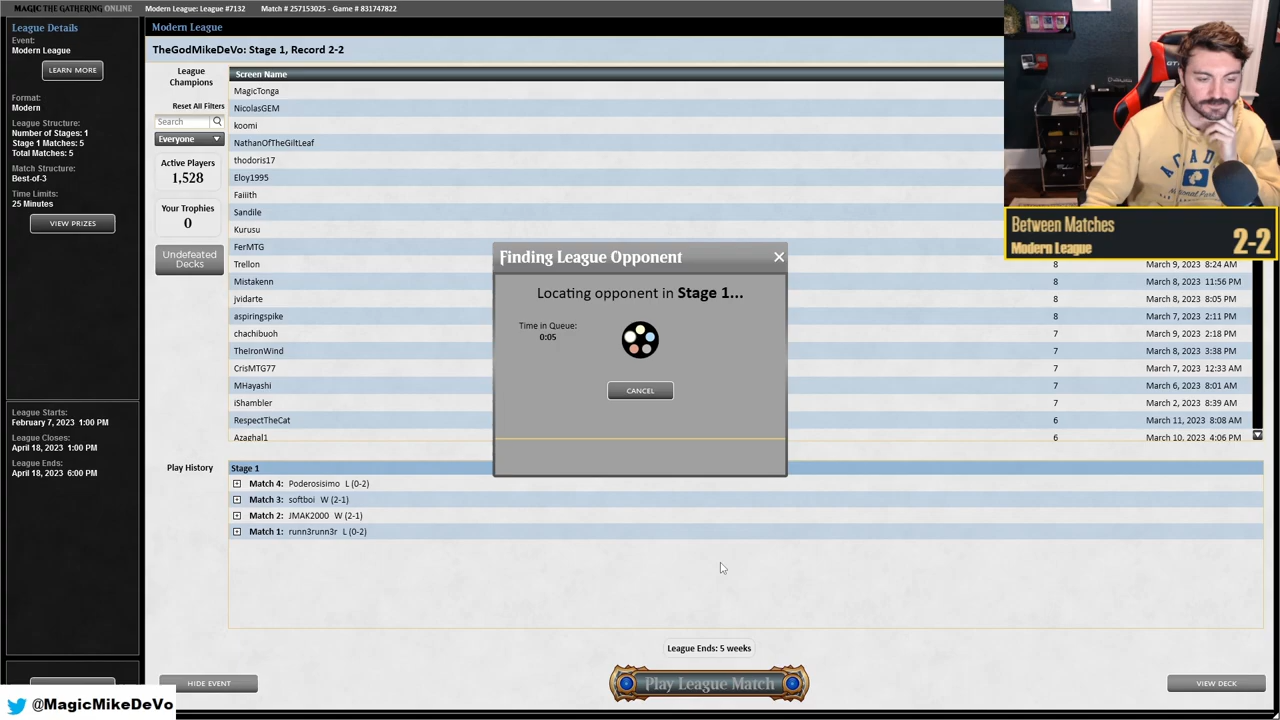 MAGIC THE GATHERING ONLINE
Modern League: League #7132
Match # 257153025 - Game # 831747822
League Details
Event:
Modern League
LEARN MORE
Format:
Modern
League Structure:
Number of Stages: 1
Stage 1 Matches: 5
Total Matches: 5
Match Structure:
Best-of-3
Time Limits:
25 Minutes
VIEW PRIZES
League Starts:
February 7, 2023 1:00 PM
League Closes:
April 18, 2023 1:00 PM
League Ends:
April 18, 2023 6:00 PM
Modern League
TheGodMikeDeVo: Stage 1, Record 2-2
League
Champions
Reset All Filters
Search
Everyone
Active Players
1,528
Your Trophies
0
Undefeated
Decks
Screen Name
MagicTonga
NicolasGEM
koomi
NathanOfTheGiltLeaf
thodoris17
Eloy1995
Faiiith
Sandile
Kurusu
FerMTG
Trellon 8 March 9, 2023 8:24 AM
Mistakenn 8 March 8, 2023 11:56 PM
jvidarte 8 March 8, 2023 8:05 PM
aspiringspike 8 March 7, 2023 2:11 PM
chachibuoh 7 March 9, 2023 2:18 PM
TheIronWind 7 March 8, 2023 3:38 PM
CrisMTG77 7 March 7, 2023 12:33 AM
MHayashi 7 March 6, 2023 8:01 AM
iShambler 7 March 2, 2023 8:39 AM
RespectTheCat 6 March 11, 2023 8:08 AM
Azaghal1 6 March 10, 2023 4:06 PM
Finding League Opponent
Locating opponent in Stage 1...
Time in Queue:
0:05
CANCEL
Between Matches
Modern League
2-2
Play History
Stage 1
Match 4: Poderosisimo L (0-2)
Match 3: softboi W (2-1)
Match 2: JMAK2000 W (2-1)
Match 1: runn3runn3r L (0-2)
League Ends: 5 weeks
HIDE EVENT
Play League Match
VIEW DECK
@MagicMikeDeVo